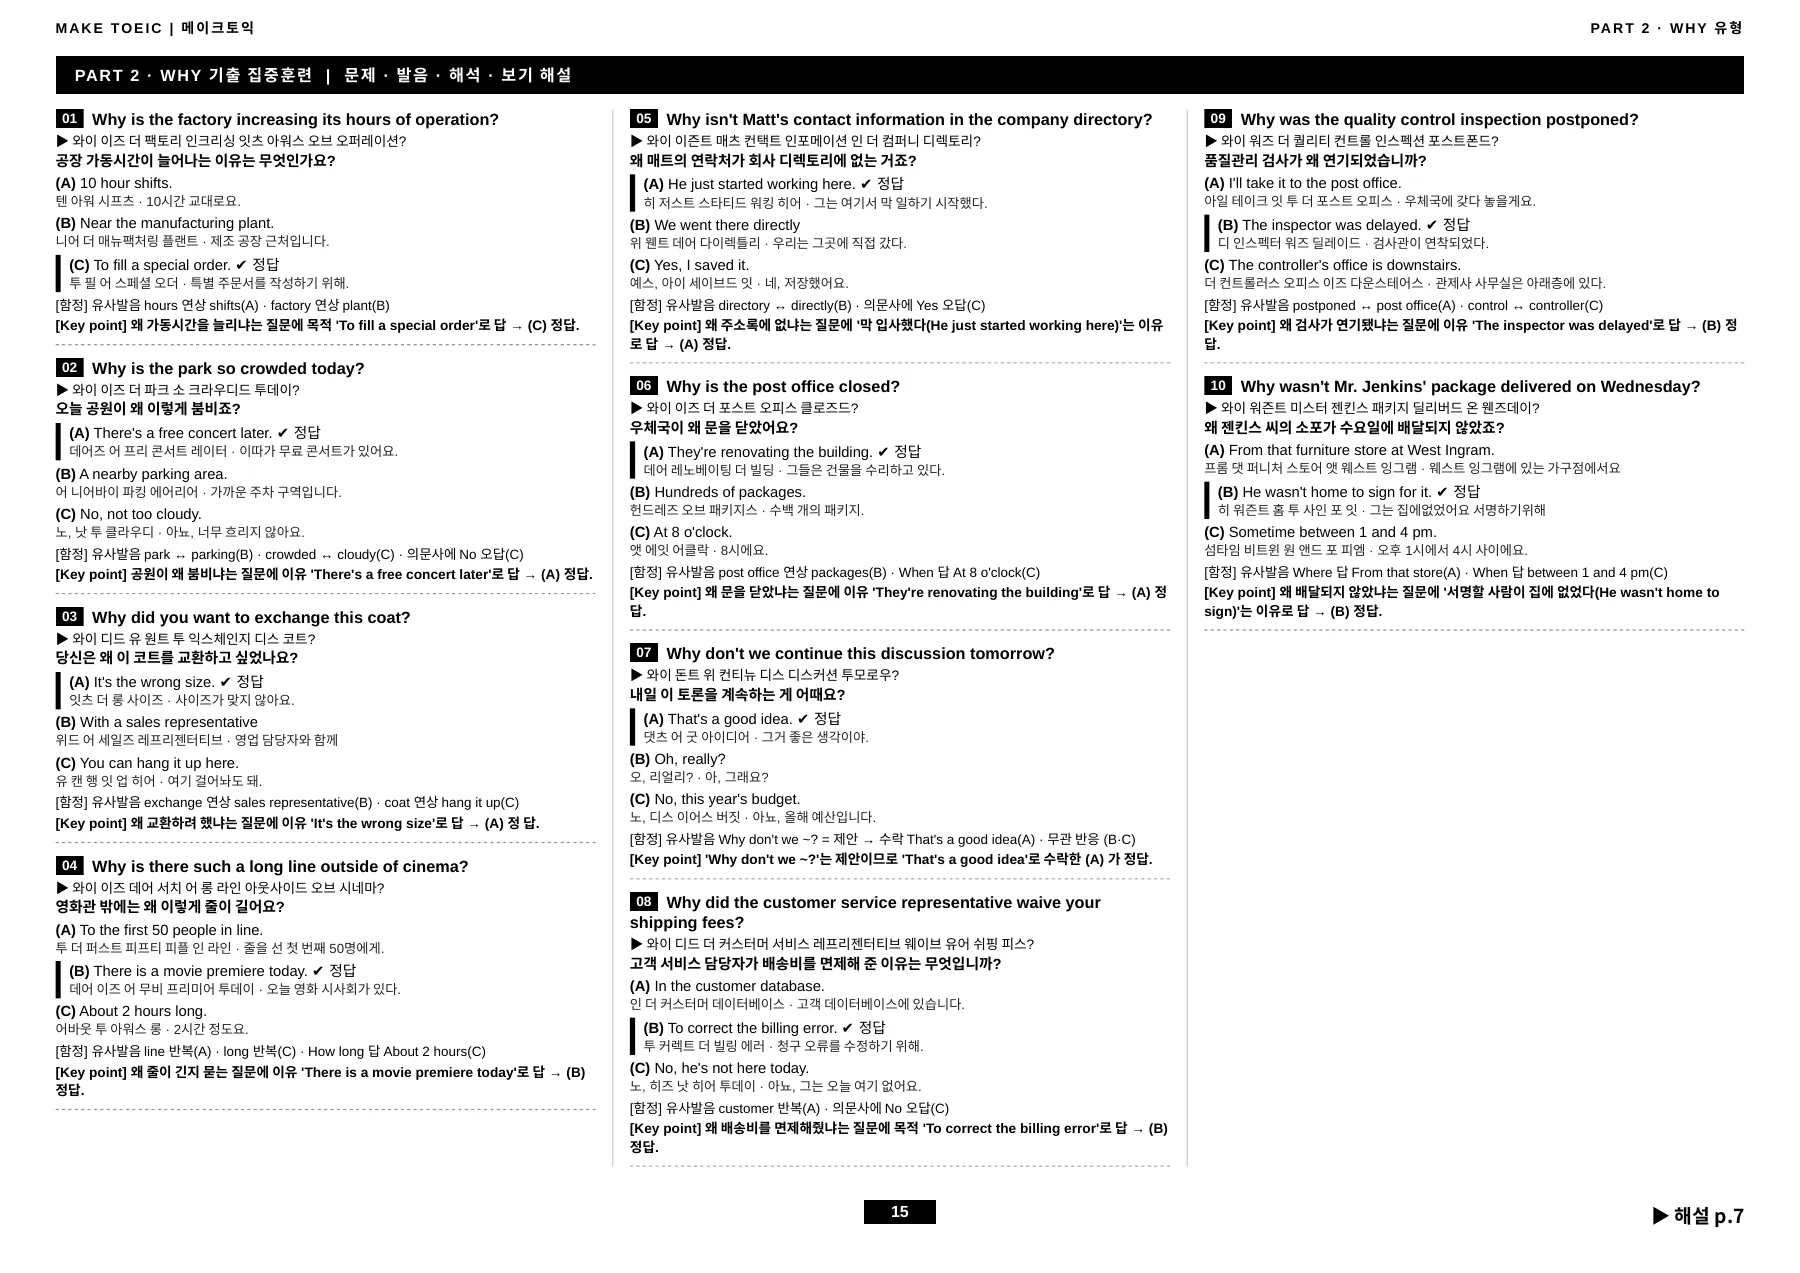 MAKE TOEIC | 메이크토익
PART 2 · WHY 유형
PART 2 · WHY 기출 집중훈련 | 문제 · 발음 · 해석 · 보기 해설
01 Why is the factory increasing its hours of operation?
▶ 와이 이즈 더 팩토리 인크리싱 잇츠 아워스 오브 오퍼레이션?
공장 가동시간이 늘어나는 이유는 무엇인가요?
(A) 10 hour shifts.
텐 아워 시프츠 · 10시간 교대로요.
(B) Near the manufacturing plant.
니어 더 매뉴팩처링 플랜트 · 제조 공장 근처입니다.
(C) To fill a special order. ✔ 정답
투 필 어 스페셜 오더 · 특별 주문서를 작성하기 위해.
[함정] 유사발음 hours 연상 shifts(A) · factory 연상 plant(B)
[Key point] 왜 가동시간을 늘리냐는 질문에 목적 'To fill a special order'로 답 → (C) 정답.
02 Why is the park so crowded today?
▶ 와이 이즈 더 파크 소 크라우디드 투데이?
오늘 공원이 왜 이렇게 붐비죠?
(A) There's a free concert later. ✔ 정답
데어즈 어 프리 콘서트 레이터 · 이따가 무료 콘서트가 있어요.
(B) A nearby parking area.
어 니어바이 파킹 에어리어 · 가까운 주차 구역입니다.
(C) No, not too cloudy.
노, 낫 투 클라우디 · 아뇨, 너무 흐리지 않아요.
[함정] 유사발음 park ↔ parking(B) · crowded ↔ cloudy(C) · 의문사에 No 오답(C)
[Key point] 공원이 왜 붐비냐는 질문에 이유 'There's a free concert later'로 답 → (A) 정답.
03 Why did you want to exchange this coat?
▶ 와이 디드 유 원트 투 익스체인지 디스 코트?
당신은 왜 이 코트를 교환하고 싶었나요?
(A) It's the wrong size. ✔ 정답
잇츠 더 롱 사이즈 · 사이즈가 맞지 않아요.
(B) With a sales representative
위드 어 세일즈 레프리젠터티브 · 영업 담당자와 함께
(C) You can hang it up here.
유 캔 행 잇 업 히어 · 여기 걸어놔도 돼.
[함정] 유사발음 exchange 연상 sales representative(B) · coat 연상 hang it up(C)
[Key point] 왜 교환하려 했냐는 질문에 이유 'It's the wrong size'로 답 → (A) 정 답.
04 Why is there such a long line outside of cinema?
▶ 와이 이즈 데어 서치 어 롱 라인 아웃사이드 오브 시네마?
영화관 밖에는 왜 이렇게 줄이 길어요?
(A) To the first 50 people in line.
투 더 퍼스트 피프티 피플 인 라인 · 줄을 선 첫 번째 50명에게.
(B) There is a movie premiere today. ✔ 정답
데어 이즈 어 무비 프리미어 투데이 · 오늘 영화 시사회가 있다.
(C) About 2 hours long.
어바웃 투 아워스 롱 · 2시간 정도요.
[함정] 유사발음 line 반복(A) · long 반복(C) · How long 답 About 2 hours(C)
[Key point] 왜 줄이 긴지 묻는 질문에 이유 'There is a movie premiere today'로 답 → (B)
정답.
05 Why isn't Matt's contact information in the company directory?
▶ 와이 이즌트 매츠 컨택트 인포메이션 인 더 컴퍼니 디렉토리?
왜 매트의 연락처가 회사 디렉토리에 없는 거죠?
(A) He just started working here. ✔ 정답
히 저스트 스타티드 워킹 히어 · 그는 여기서 막 일하기 시작했다.
(B) We went there directly
위 웬트 데어 다이렉틀리 · 우리는 그곳에 직접 갔다.
(C) Yes, I saved it.
예스, 아이 세이브드 잇 · 네, 저장했어요.
[함정] 유사발음 directory ↔ directly(B) · 의문사에 Yes 오답(C)
[Key point] 왜 주소록에 없냐는 질문에 '막 입사했다(He just started working here)'는 이유
로 답 → (A) 정답.
06 Why is the post office closed?
▶ 와이 이즈 더 포스트 오피스 클로즈드?
우체국이 왜 문을 닫았어요?
(A) They're renovating the building. ✔ 정답
데어 레노베이팅 더 빌딩 · 그들은 건물을 수리하고 있다.
(B) Hundreds of packages.
헌드레즈 오브 패키지스 · 수백 개의 패키지.
(C) At 8 o'clock.
앳 에잇 어클락 · 8시에요.
[함정] 유사발음 post office 연상 packages(B) · When 답 At 8 o'clock(C)
[Key point] 왜 문을 닫았냐는 질문에 이유 'They're renovating the building'로 답 → (A) 정
답.
07 Why don't we continue this discussion tomorrow?
▶ 와이 돈트 위 컨티뉴 디스 디스커션 투모로우?
내일 이 토론을 계속하는 게 어때요?
(A) That's a good idea. ✔ 정답
댓츠 어 굿 아이디어 · 그거 좋은 생각이야.
(B) Oh, really?
오, 리얼리? · 아, 그래요?
(C) No, this year's budget.
노, 디스 이어스 버짓 · 아뇨, 올해 예산입니다.
[함정] 유사발음 Why don't we ~? = 제안 → 수락 That's a good idea(A) · 무관 반응 (B·C)
[Key point] 'Why don't we ~?'는 제안이므로 'That's a good idea'로 수락한 (A) 가 정답.
08 Why did the customer service representative waive your
shipping fees?
▶ 와이 디드 더 커스터머 서비스 레프리젠터티브 웨이브 유어 쉬핑 피스?
고객 서비스 담당자가 배송비를 면제해 준 이유는 무엇입니까?
(A) In the customer database.
인 더 커스터머 데이터베이스 · 고객 데이터베이스에 있습니다.
(B) To correct the billing error. ✔ 정답
투 커렉트 더 빌링 에러 · 청구 오류를 수정하기 위해.
(C) No, he's not here today.
노, 히즈 낫 히어 투데이 · 아뇨, 그는 오늘 여기 없어요.
[함정] 유사발음 customer 반복(A) · 의문사에 No 오답(C)
[Key point] 왜 배송비를 면제해줬냐는 질문에 목적 'To correct the billing error'로 답 → (B)
정답.
09 Why was the quality control inspection postponed?
▶ 와이 워즈 더 퀄리티 컨트롤 인스펙션 포스트폰드?
품질관리 검사가 왜 연기되었습니까?
(A) I'll take it to the post office.
아일 테이크 잇 투 더 포스트 오피스 · 우체국에 갖다 놓을게요.
(B) The inspector was delayed. ✔ 정답
디 인스펙터 워즈 딜레이드 · 검사관이 연착되었다.
(C) The controller's office is downstairs.
더 컨트롤러스 오피스 이즈 다운스테어스 · 관제사 사무실은 아래층에 있다.
[함정] 유사발음 postponed ↔ post office(A) · control ↔ controller(C)
[Key point] 왜 검사가 연기됐냐는 질문에 이유 'The inspector was delayed'로 답 → (B) 정
답.
10 Why wasn't Mr. Jenkins' package delivered on Wednesday?
▶ 와이 워즌트 미스터 젠킨스 패키지 딜리버드 온 웬즈데이?
왜 젠킨스 씨의 소포가 수요일에 배달되지 않았죠?
(A) From that furniture store at West Ingram.
프롬 댓 퍼니처 스토어 앳 웨스트 잉그램 · 웨스트 잉그램에 있는 가구점에서요
(B) He wasn't home to sign for it. ✔ 정답
히 워즌트 홈 투 사인 포 잇 · 그는 집에없었어요 서명하기위해
(C) Sometime between 1 and 4 pm.
섬타임 비트윈 원 앤드 포 피엠 · 오후 1시에서 4시 사이에요.
[함정] 유사발음 Where 답 From that store(A) · When 답 between 1 and 4 pm(C)
[Key point] 왜 배달되지 않았냐는 질문에 '서명할 사람이 집에 없었다(He wasn't home to
sign)'는 이유로 답 → (B) 정답.
15
▶ 해설 p.7